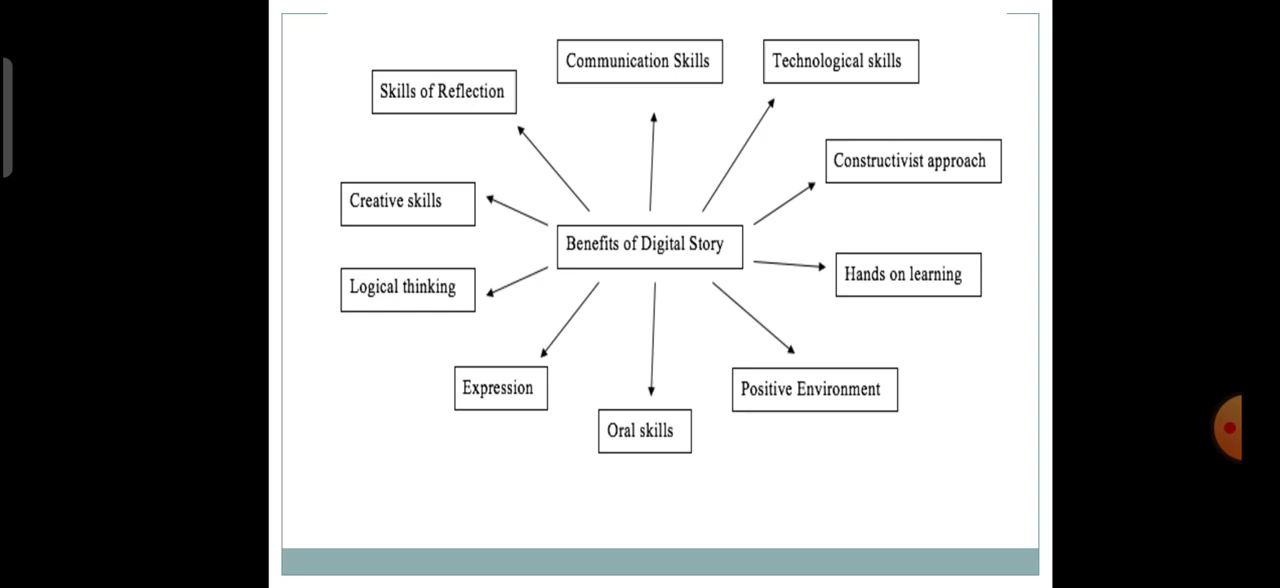 Communication Skills
Technological skills
Skills of Reflection
Constructivist approach
Creative skills
Benefits of Digital Story
Hands on learning
Logical thinking
Expression
Positive Environment
Oral skills